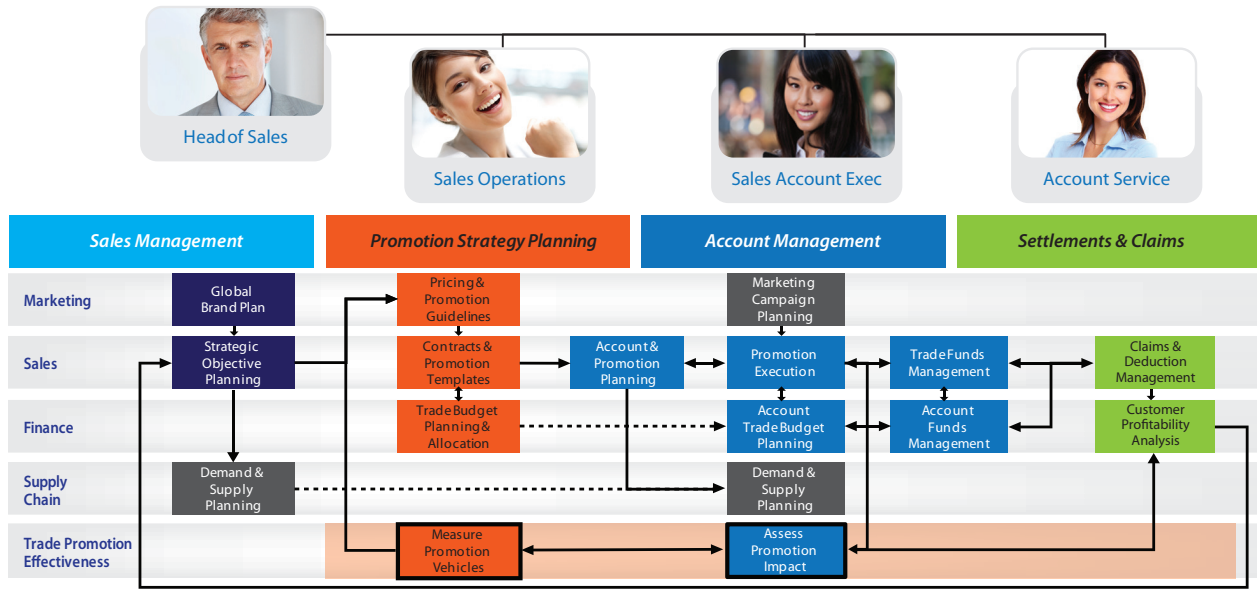 Head of Sales
Sales Operations
Sales Account Exec
Account Service
Sales Management
Promotion Strategy Planning
Account Management
Settlements & Claims
Marketing
Global
Brand Plan
Pricing &
Promotion
Guidelines
Marketing
Campaign
Planning
Sales
Strategic
Objective
Planning
Contracts &
Promotion
Templates
Account &
Promotion
Planning
Promotion
Execution
Trade Funds
Management
Claims &
Deduction
Management
Finance
Trade Budget
Planning &
Allocation
Account
Trade Budget
Planning
Account
Funds
Management
Customer
Profitability
Analysis
Supply
Chain
Demand &
Supply
Planning
Demand &
Supply
Planning
Trade Promotion
Effectiveness
Measure
Promotion
Vehicles
Assess
Promotion
Impact